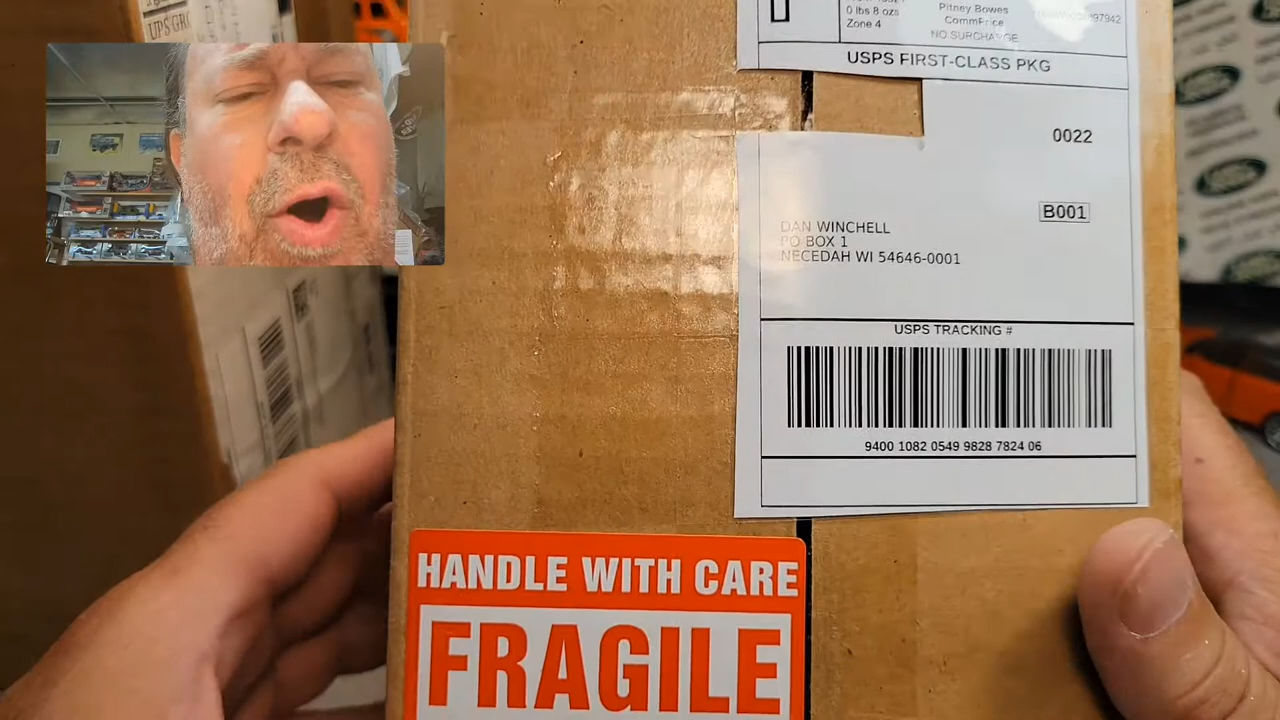 UPS GR
0 lbs 8 ozs
Zone 4
Pitney Bowes
CommPrice
NO SURCHARGE
USPS FIRST-CLASS PKG
0022
B001
DAN WINCHELL
PO BOX 1
NECEDAH WI 54646-0001
USPS TRACKING #
9400 1082 0549 9828 7824 06
HANDLE WITH CARE
FRAGILE